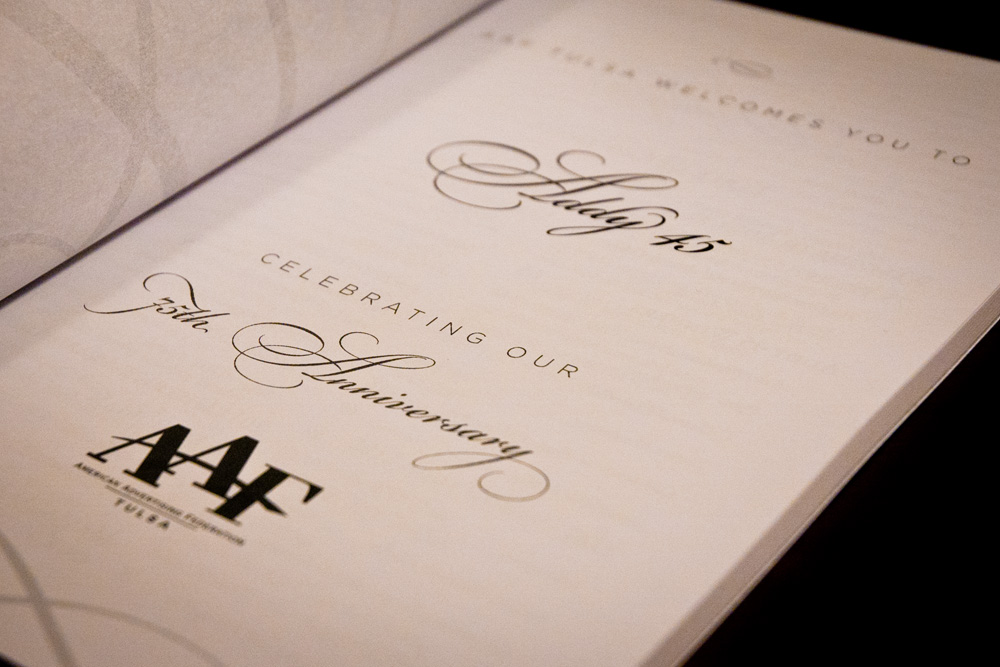 AAF TULSA WELCOMES YOU TO
Addy 45
CELEBRATING OUR
75th Anniversary
AAF
AMERICAN ADVERTISING FEDERATION
TULSA